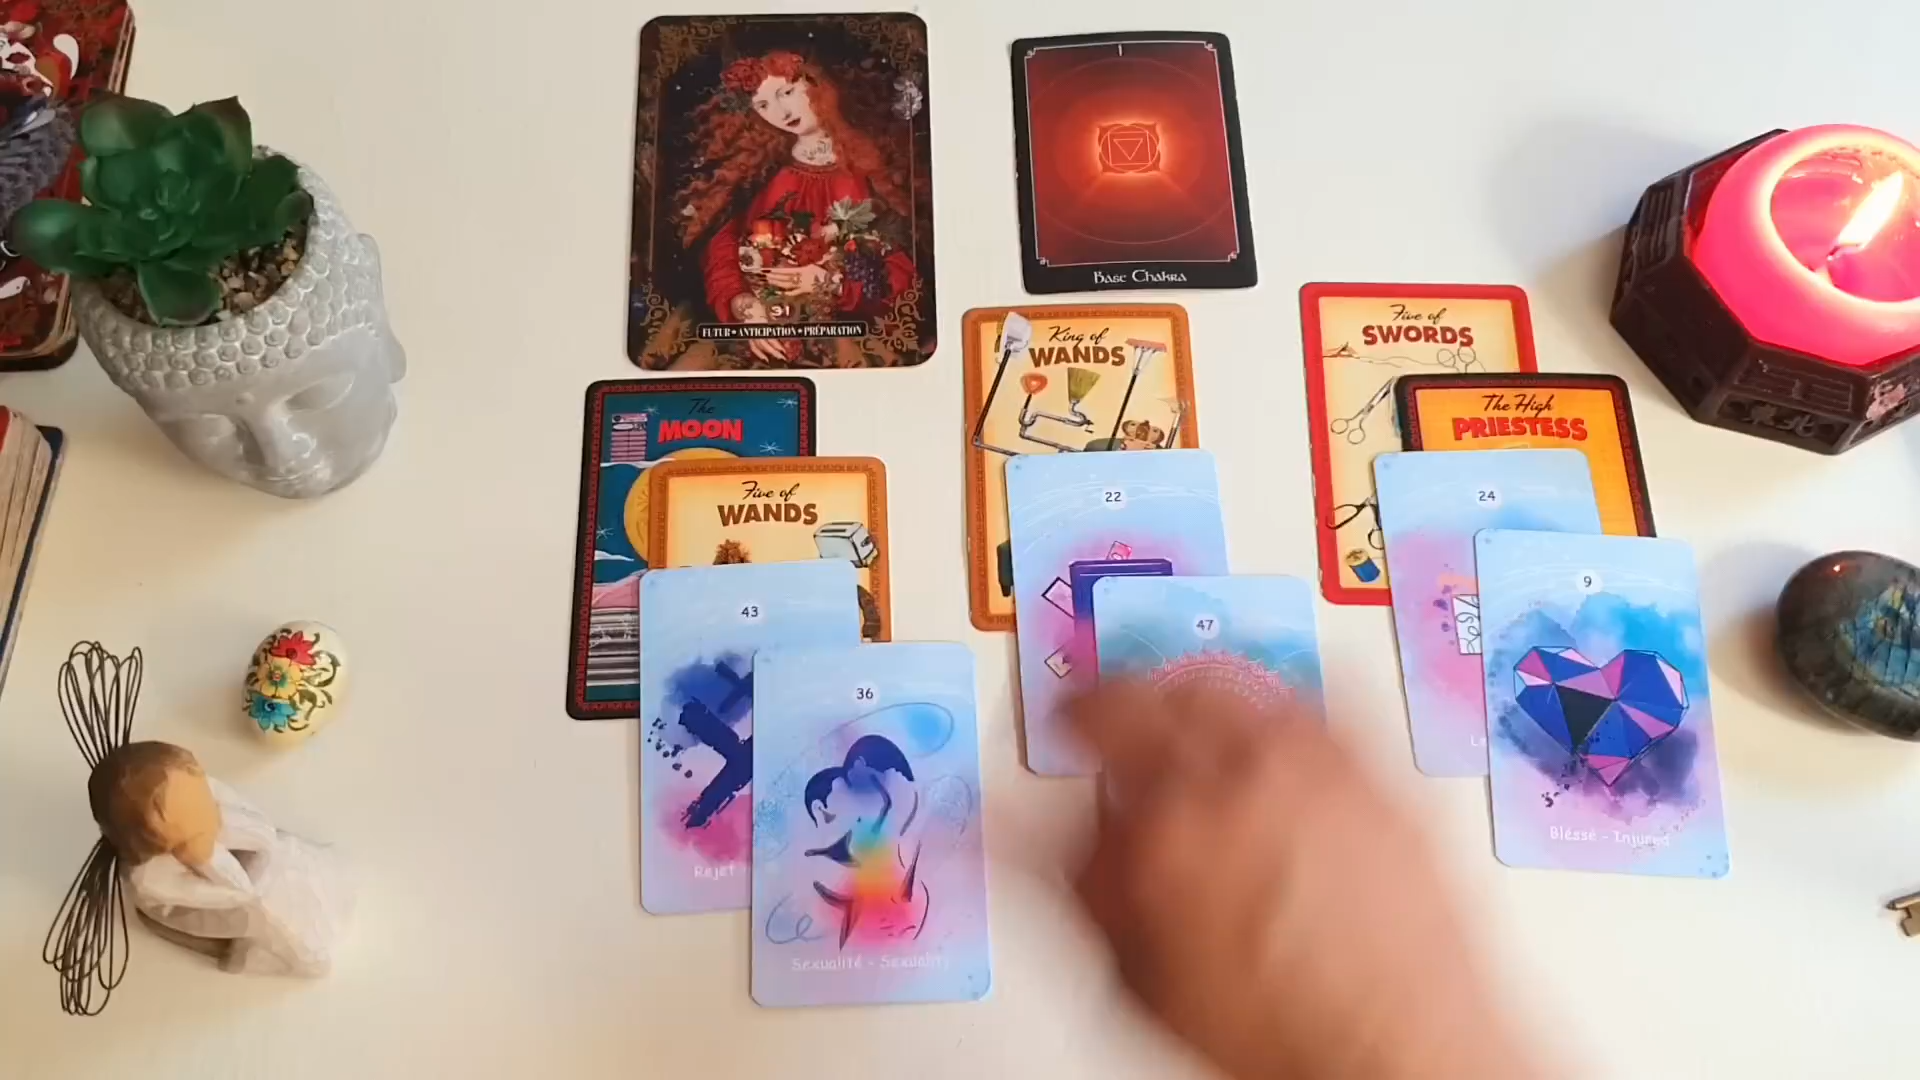 31
FUTUR • ANTICIPATION • PRÉPARATION
I
Base Chakra
The
MOON
Five of
WANDS
King of
WANDS
Five of
SWORDS
The High
PRIESTESS
43
Rejet
36
Sexualité - Sexuality
22
47
24
9
Bléssé - Injured